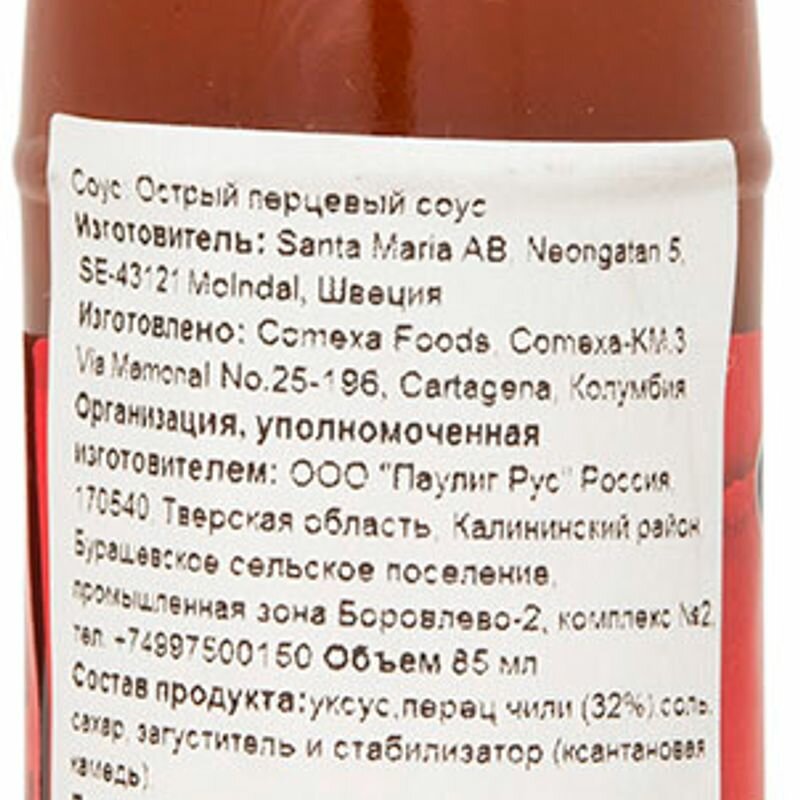 Соус. Острый перцевый соус
Изготовитель: Santa Maria AB, Neongatan 5,
SE-43121 Molndal, Швеция
Изготовлено: Comexa Foods, Comexa-KM.3
Via Mamonal No.25-196, Cartagena, Колумбия
Организация, уполномоченная
изготовителем: ООО "Паулиг Рус" Россия,
170540, Тверская область, Калининский район,
Бурашевское сельское поселение,
промышленная зона Боровлево-2, комплекс №2,
тел. +74997500150 Объем 85 мл
Состав продукта:уксус,перец чили (32%),соль,
сахар, загуститель и стабилизатор (ксантановая
камедь).